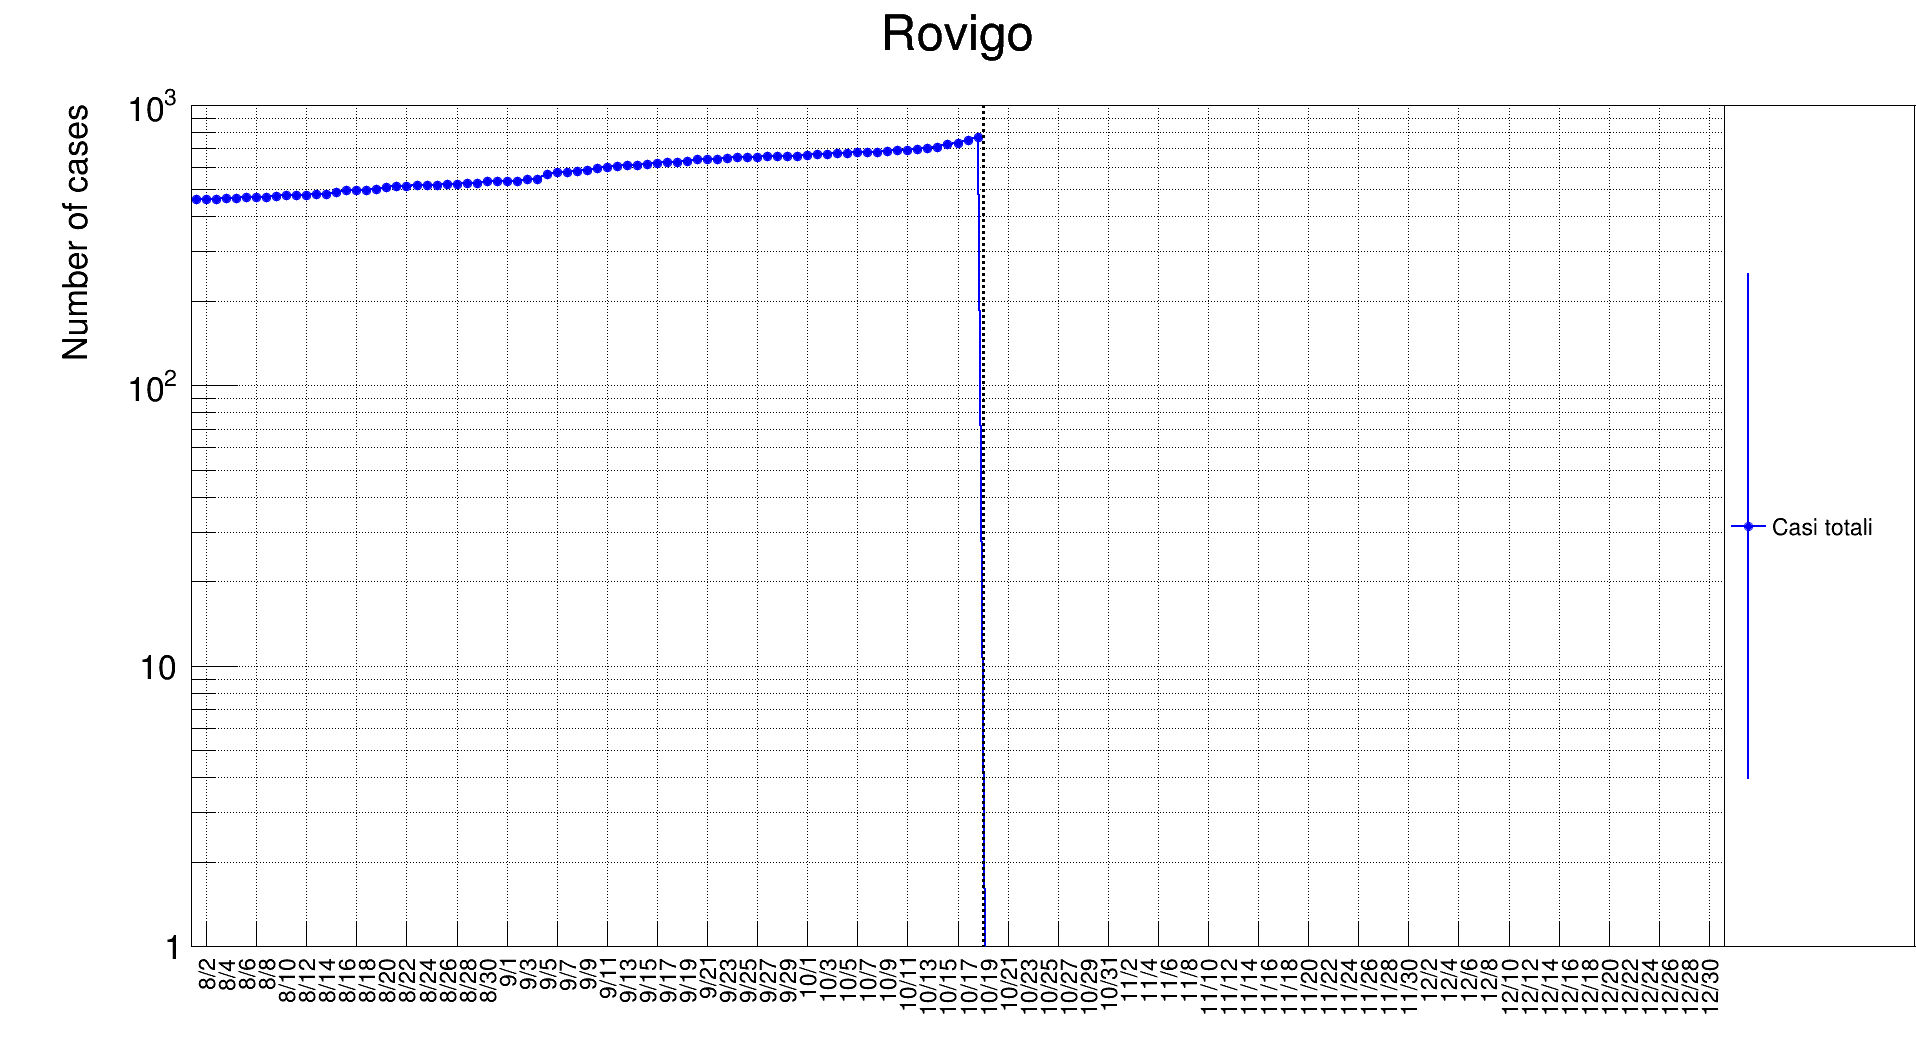 Rovigo
Number of cases
10³
10²
10
1
8/2 8/4 8/6 8/8 8/10 8/12 8/14 8/16 8/18 8/20 8/22 8/24 8/26 8/28 8/30 9/1 9/3 9/5 9/7 9/9 9/11 9/13 9/15 9/17 9/19 9/21 9/23 9/25 9/27 9/29 10/1 10/3 10/5 10/7 10/9 10/11 10/13 10/15 10/17 10/19 10/21 10/23 10/25 10/27 10/29 10/31 11/2 11/4 11/6 11/8 11/10 11/12 11/14 11/16 11/18 11/20 11/22 11/24 11/26 11/28 11/30 12/2 12/4 12/6 12/8 12/10 12/12 12/14 12/16 12/18 12/20 12/22 12/24 12/26 12/28 12/30
Casi totali